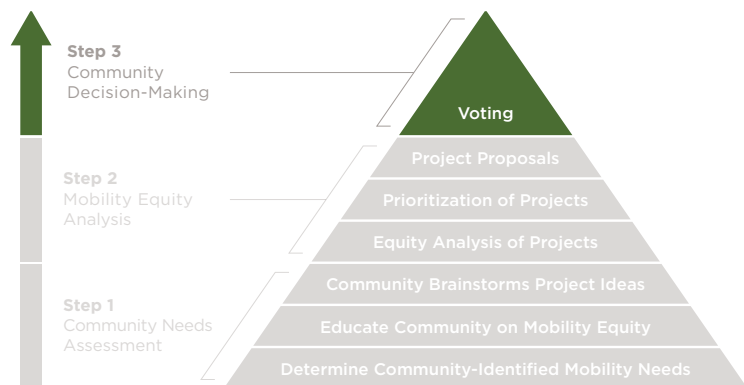 Step 3
Community
Decision-Making
Voting
Step 2
Mobility Equity
Analysis
Project Proposals
Prioritization of Projects
Equity Analysis of Projects
Step 1
Community Needs
Assessment
Community Brainstorms Project Ideas
Educate Community on Mobility Equity
Determine Community-Identified Mobility Needs